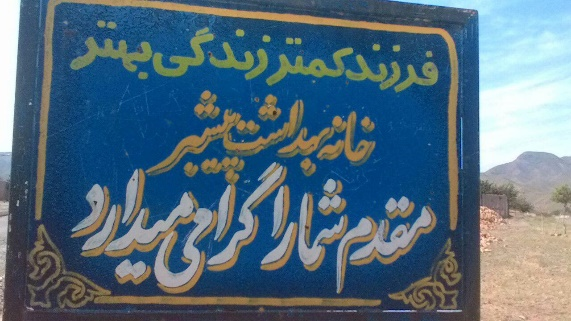 فرزند کمتر زندگی بهتر
خانه بهداشت پیشبر
مقدم شما را گرامی میدارد